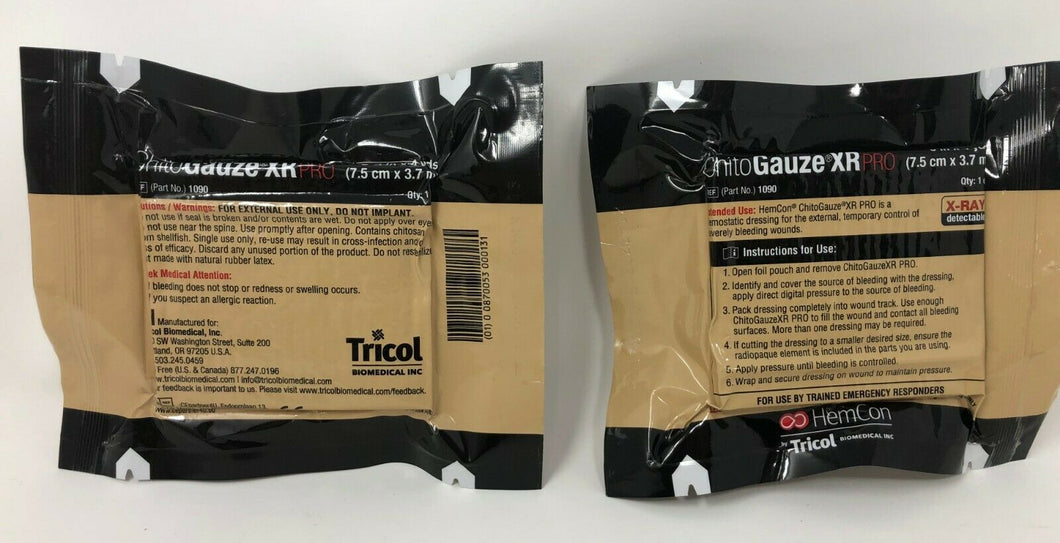 ChitoGauze®XR PRO
(7.5 cm x 3.7 m
REF (Part No.) 1090
Qty: 1
Cautions / Warnings: FOR EXTERNAL USE ONLY. DO NOT IMPLANT.
not use if seal is broken and/or contents are wet. Do not apply over eye
not use near the spine. Use promptly after opening. Contains chitosan
from shellfish. Single use only, re-use may result in cross-infection and/o
of efficacy. Discard any unused portion of the product. Do not resterilize
made with natural rubber latex.
Seek Medical Attention:
bleeding does not stop or redness or swelling occurs.
you suspect an allergic reaction.
Manufactured for:
Tricol Biomedical, Inc.
SW Washington Street, Suite 200
Portland, OR 97205 U.S.A.
503.245.0459
Free (U.S. & Canada) 877.247.0196
www.tricolbiomedical.com | info@tricolbiomedical.com
feedback is important to Us. Please visit www.tricolbiomedical.com/feedback.
Tricol
BIOMEDICAL INC
(01) 0 0870053 000131
ChitoGauze®XR PRO
(7.5 cm x 3.7 m
REF (Part No.) 1090
Qty: 1
Intended Use: HemCon® ChitoGauze®XR PRO is a
hemostatic dressing for the external, temporary control of
severely bleeding wounds.
X-RAY
detectable
Instructions for Use:
1. Open foil pouch and remove ChitoGauzeXR PRO.
2. Identify and cover the source of bleeding with the dressing,
apply direct digital pressure to the source of bleeding.
3. Pack dressing completely into wound track. Use enough
ChitoGauzeXR PRO to fill the wound and contact all bleeding
surfaces. More than one dressing may be required.
4. If cutting the dressing to a smaller desired size, ensure the
radiopaque element is included in the parts you are using.
5. Apply pressure until bleeding is controlled.
6. Wrap and secure dressing on wound to maintain pressure.
FOR USE BY TRAINED EMERGENCY RESPONDERS
HemCon
by Tricol BIOMEDICAL INC